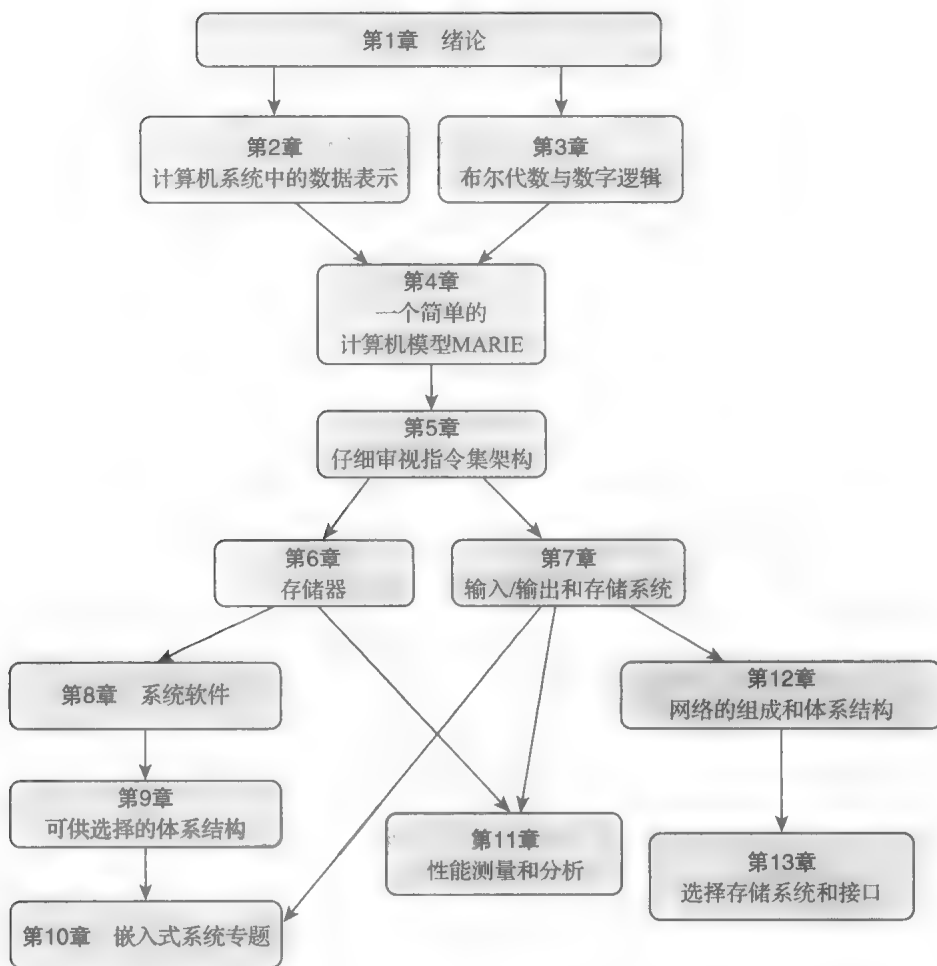 第1章 绪论
第2章
计算机系统中的数据表示
第3章
布尔代数与数字逻辑
第4章
一个简单的
计算机模型MARIE
第5章
仔细审视指令集架构
第6章
存储器
第7章
输入/输出和存储系统
第8章 系统软件
第12章
网络的组成和体系结构
第9章
可供选择的体系结构
第11章
性能测量和分析
第13章
选择存储系统和接口
第10章 嵌入式系统专题